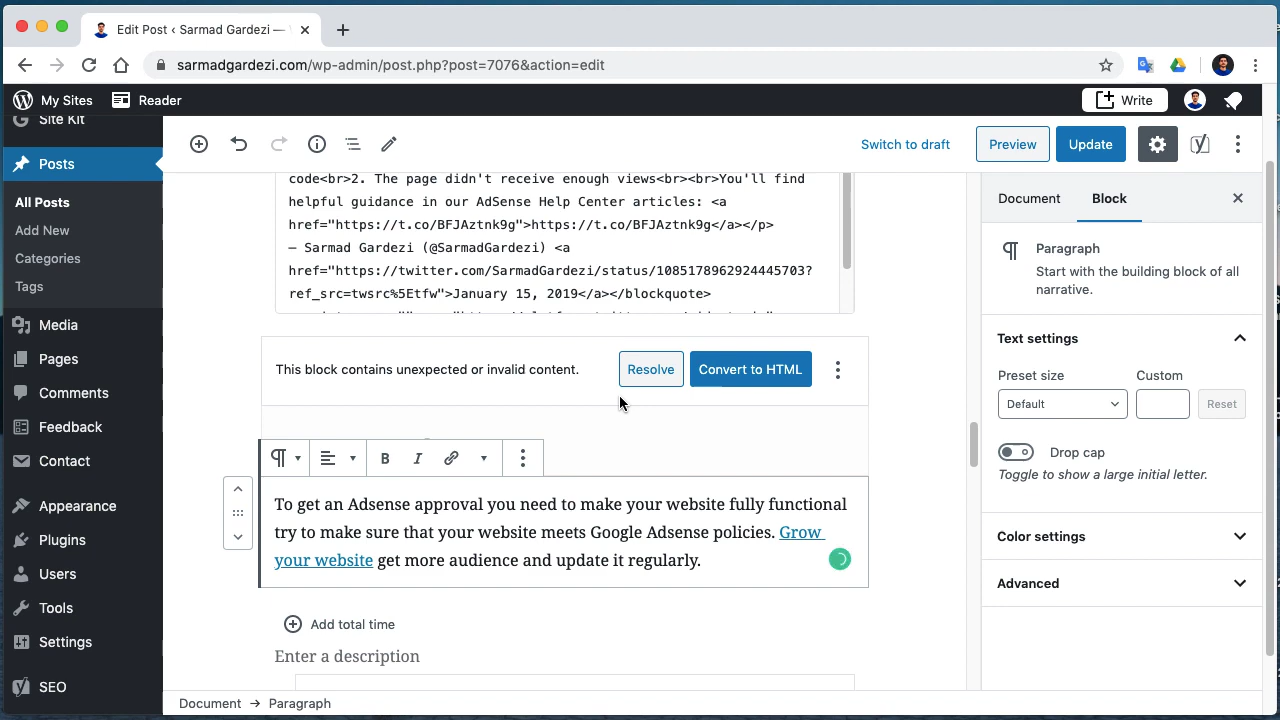 Edit Post ‹ Sarmad Gardezi —
sarmadgardezi.com/wp-admin/post.php?post=7076&action=edit
My Sites
Reader
Write
Site Kit
Posts
All Posts
Add New
Categories
Tags
Media
Pages
Comments
Feedback
Contact
Appearance
Plugins
Users
Tools
Settings
SEO
Switch to draft
Preview
Update
code<br>2. The page didn't receive enough views<br><br>You'll find
helpful guidance in our AdSense Help Center articles: <a
href="https://t.co/BFJAztnk9g">https://t.co/BFJAztnk9g</a></p>
— Sarmad Gardezi (@SarmadGardezi) <a
href="https://twitter.com/SarmadGardezi/status/1085178962924445703?
ref_src=twsrc%5Etfw">January 15, 2019</a></blockquote>
This block contains unexpected or invalid content.
Resolve
Convert to HTML
B I
To get an Adsense approval you need to make your website fully functional
try to make sure that your website meets Google Adsense policies. Grow
your website get more audience and update it regularly.
Add total time
Enter a description
Document → Paragraph
Document
Block
Paragraph
Start with the building block of all
narrative.
Text settings
Preset size
Custom
Default
Reset
Drop cap
Toggle to show a large initial letter.
Color settings
Advanced